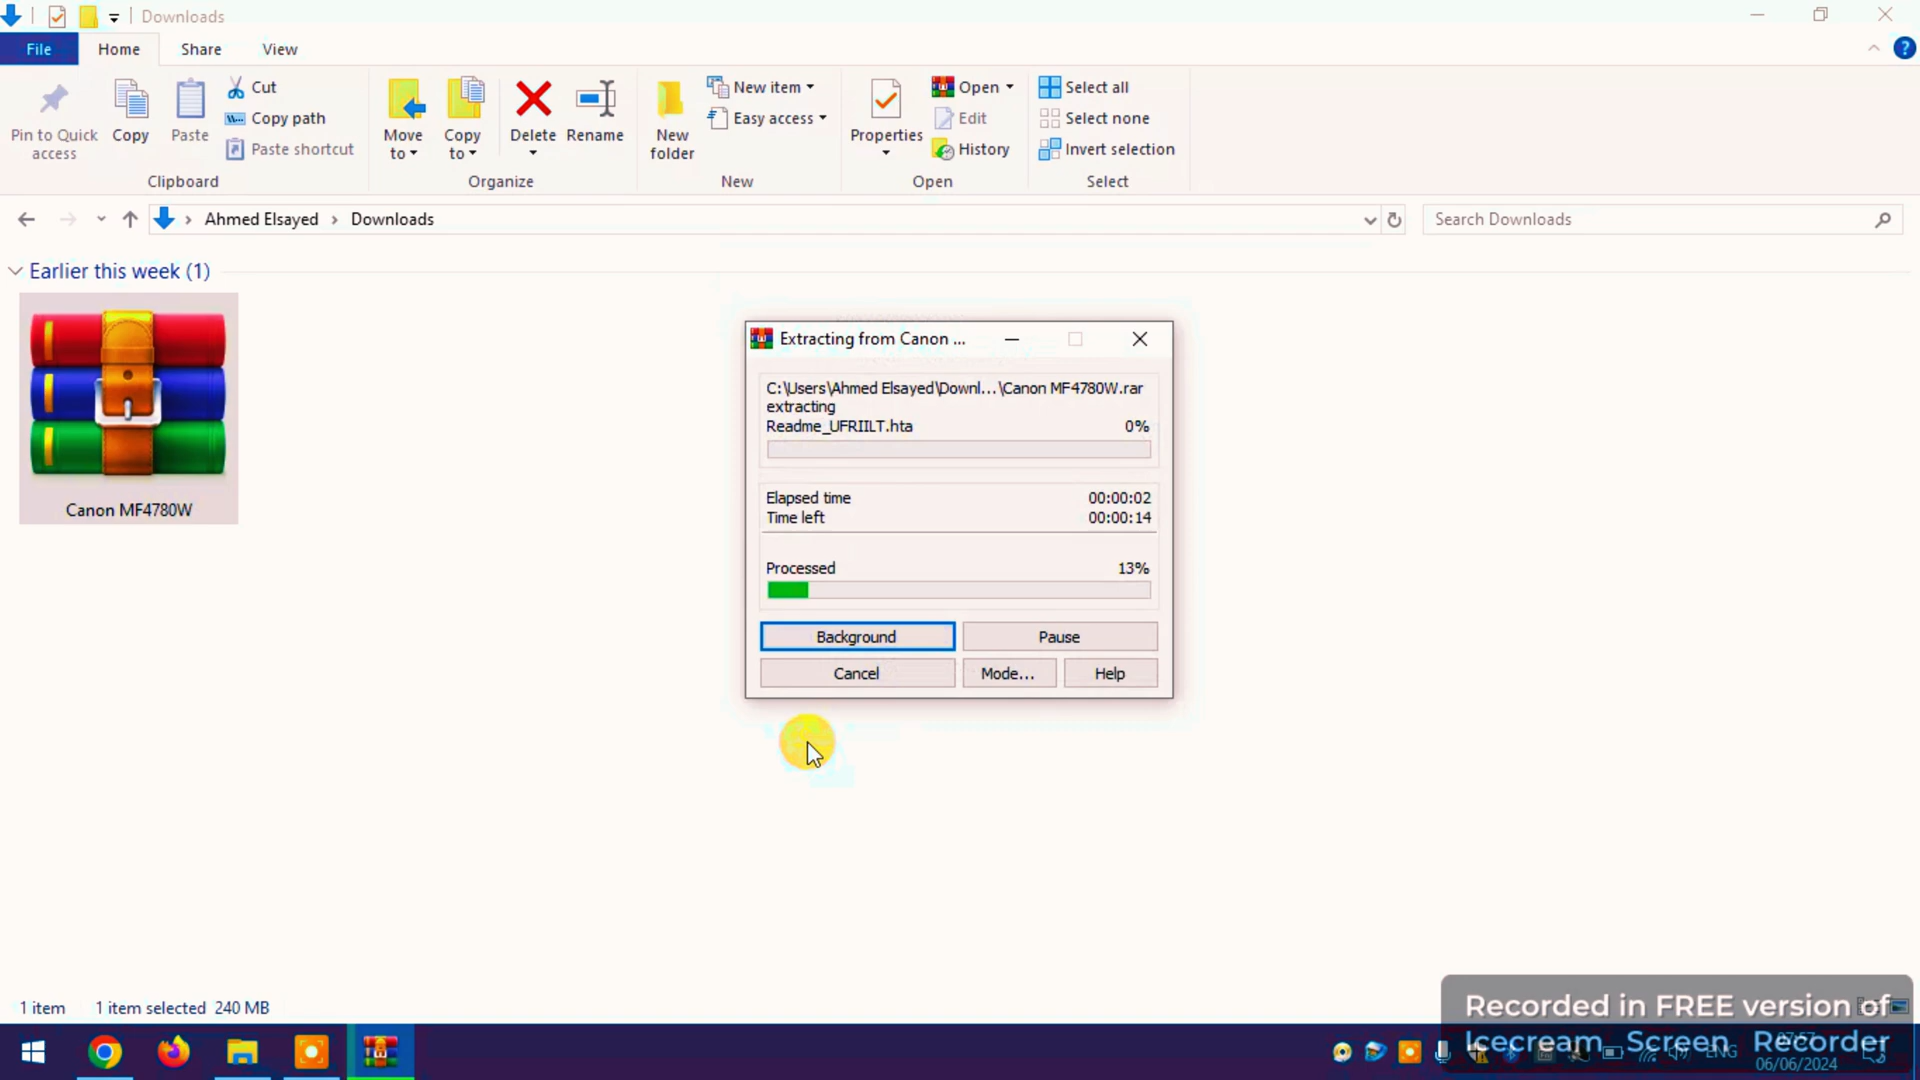 Downloads
File Home Share View
Pin to Quick access
Copy
Paste
Cut
Copy path
Paste shortcut
Clipboard
Move to
Copy to
Delete
Rename
Organize
New folder
New item
Easy access
New
Properties
Open
Edit
History
Open
Select all
Select none
Invert selection
Select
Ahmed Elsayed > Downloads
Search Downloads
Earlier this week (1)
Canon MF4780W
Extracting from Canon ...
C:\Users\Ahmed Elsayed\Downl...\Canon MF4780W.rar
extracting
Readme_UFRIILT.hta 0%
Elapsed time 00:00:02
Time left 00:00:14
Processed 13%
Background Pause
Cancel Mode... Help
1 item 1 item selected 240 MB
Recorded in FREE version of
Icecream Screen Recorder
ENG
06/06/2024